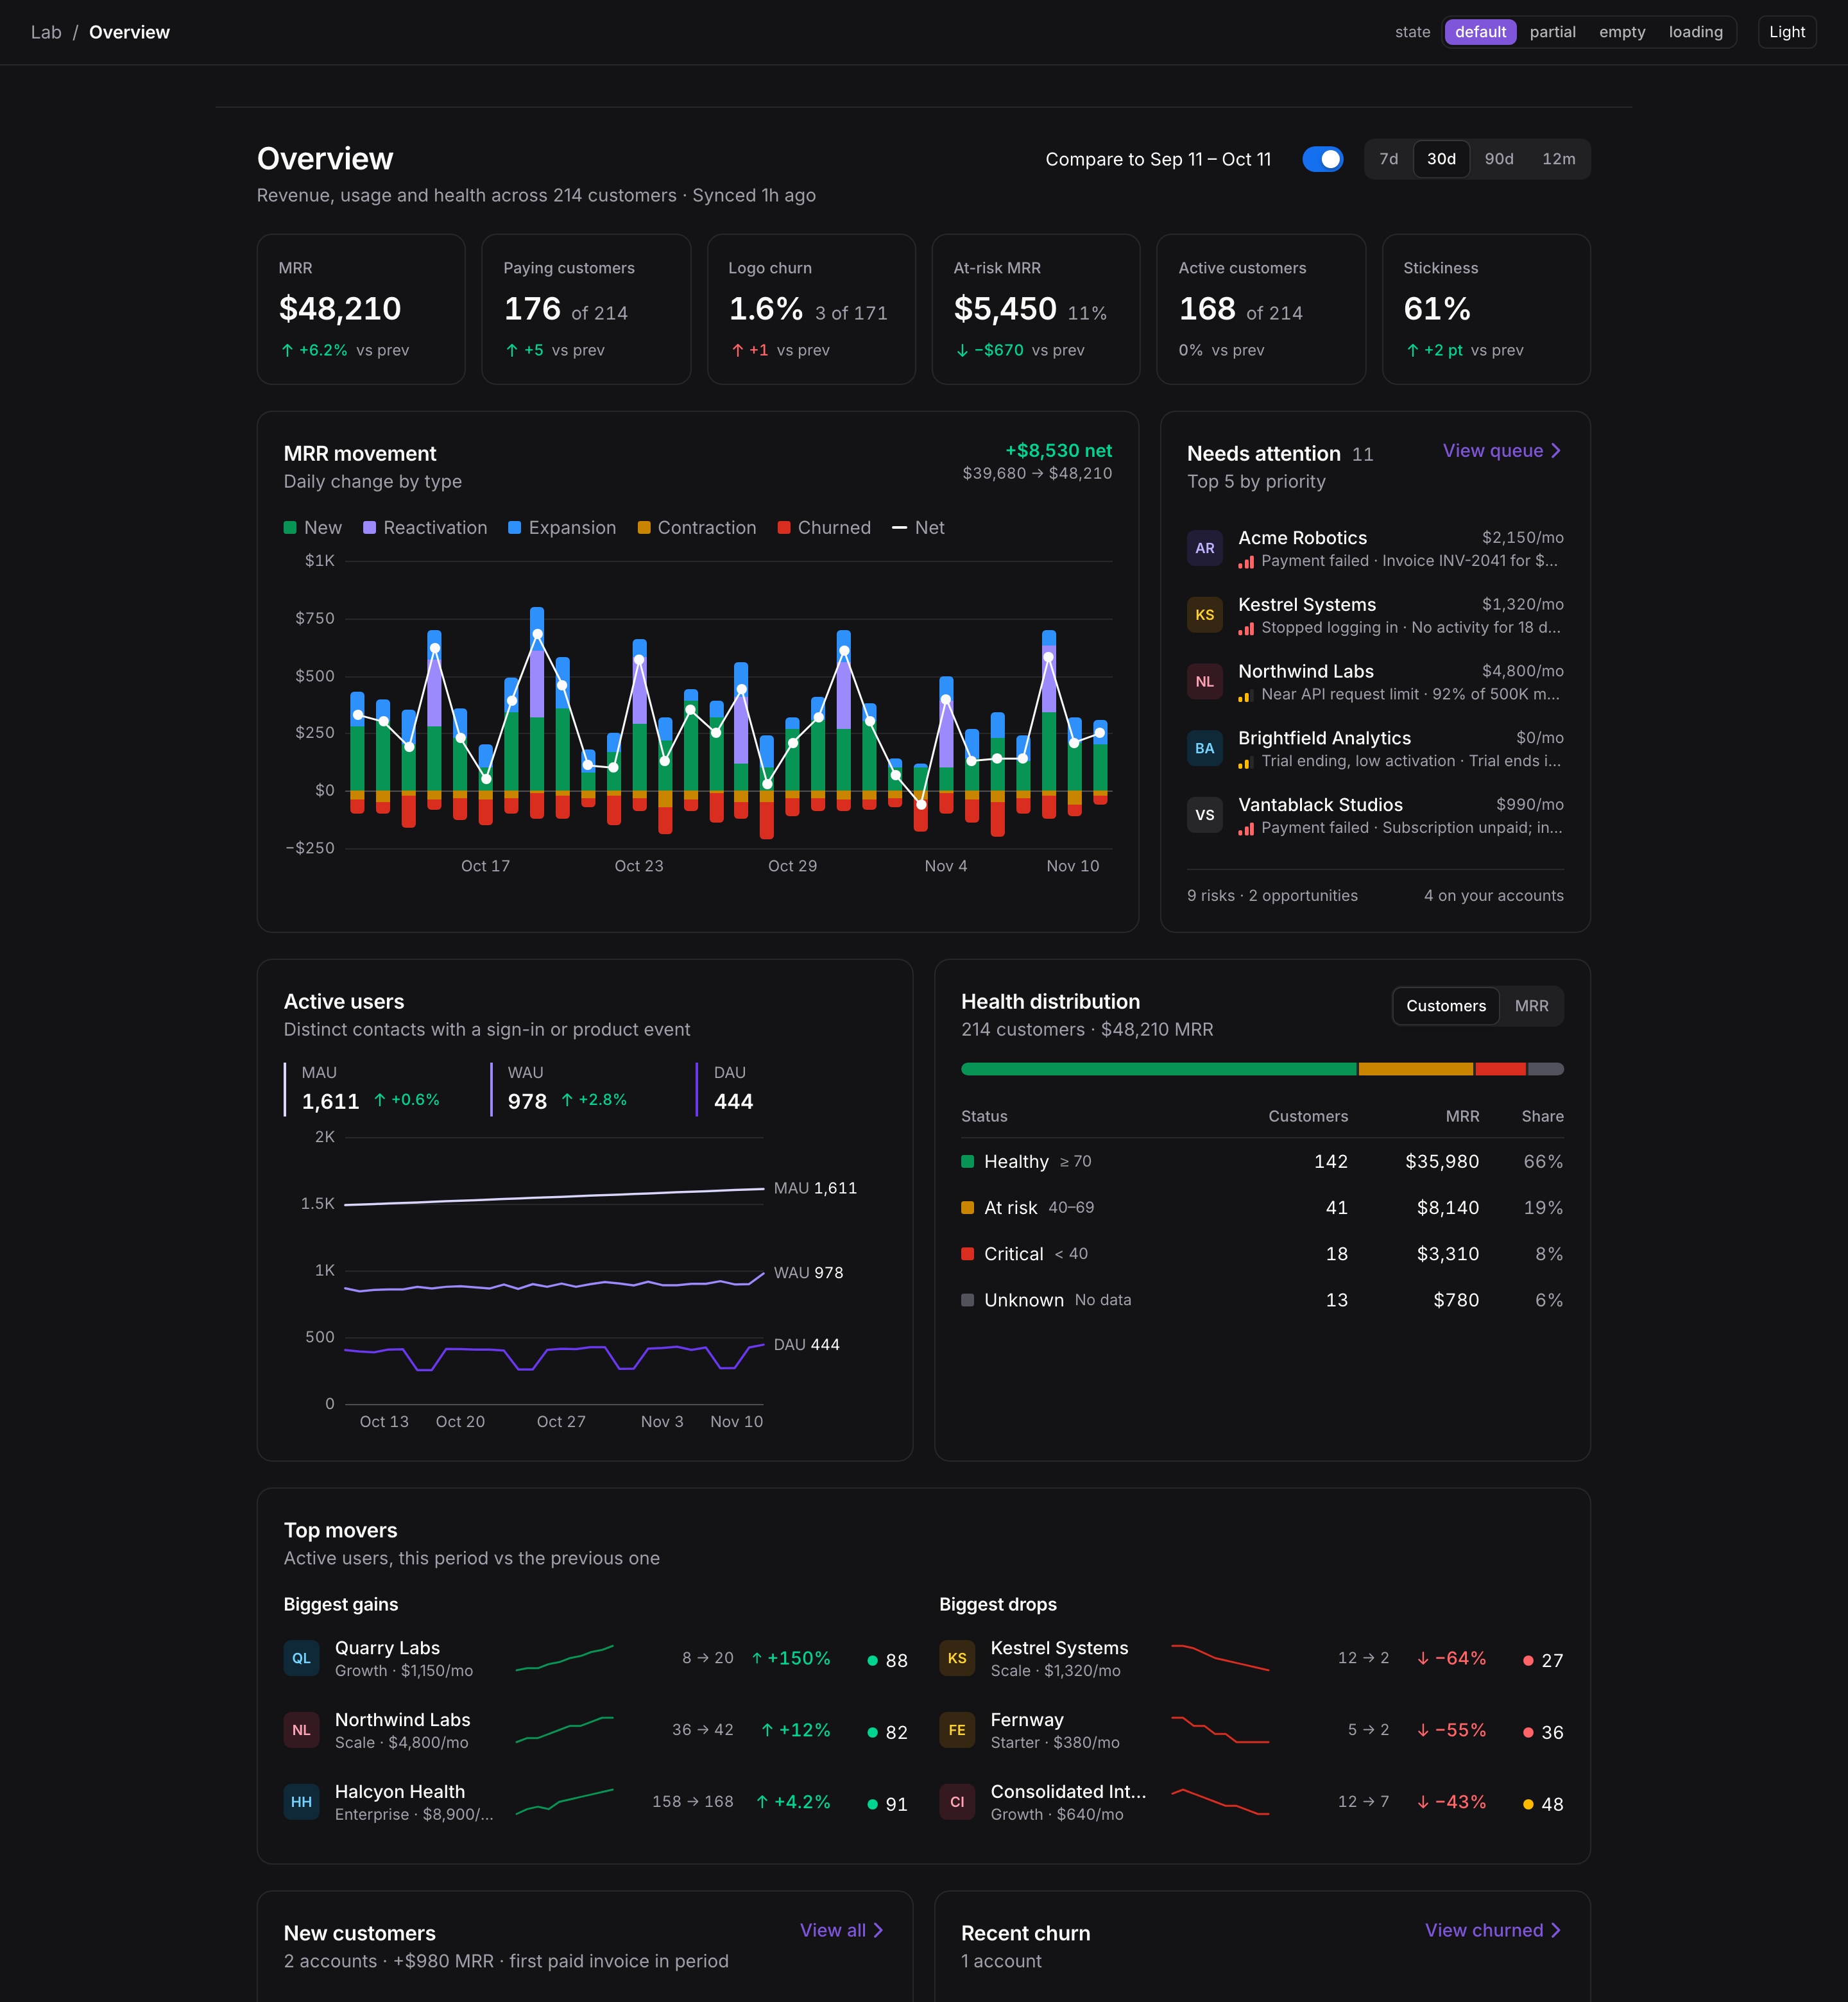 Lab / Overview
state default partial empty loading Light
Overview
Compare to Sep 11 – Oct 11
7d 30d 90d 12m
Revenue, usage and health across 214 customers · Synced 1h ago
MRR
$48,210
↑ +6.2% vs prev
Paying customers
176 of 214
↑ +5 vs prev
Logo churn
1.6% 3 of 171
↑ +1 vs prev
At-risk MRR
$5,450 11%
↓ −$670 vs prev
Active customers
168 of 214
0% vs prev
Stickiness
61%
↑ +2 pt vs prev
MRR movement
Daily change by type
+$8,530 net
$39,680 → $48,210
New Reactivation Expansion Contraction Churned Net
$1K
$750
$500
$250
$0
−$250
Oct 17 Oct 23 Oct 29 Nov 4 Nov 10
Needs attention 11
View queue
Top 5 by priority
AR
Acme Robotics $2,150/mo
Payment failed · Invoice INV-2041 for $...
KS
Kestrel Systems $1,320/mo
Stopped logging in · No activity for 18 d...
NL
Northwind Labs $4,800/mo
Near API request limit · 92% of 500K m...
BA
Brightfield Analytics $0/mo
Trial ending, low activation · Trial ends i...
VS
Vantablack Studios $990/mo
Payment failed · Subscription unpaid; in...
9 risks · 2 opportunities 4 on your accounts
Active users
Distinct contacts with a sign-in or product event
MAU
1,611 ↑ +0.6%
WAU
978 ↑ +2.8%
DAU
444
2K
1.5K
1K
500
0
MAU 1,611
WAU 978
DAU 444
Oct 13 Oct 20 Oct 27 Nov 3 Nov 10
Health distribution
214 customers · $48,210 MRR
Customers MRR
Status Customers MRR Share
Healthy ≥ 70 142 $35,980 66%
At risk 40–69 41 $8,140 19%
Critical < 40 18 $3,310 8%
Unknown No data 13 $780 6%
Top movers
Active users, this period vs the previous one
Biggest gains
QL
Quarry Labs
Growth · $1,150/mo
8 → 20 ↑ +150% 88
NL
Northwind Labs
Scale · $4,800/mo
36 → 42 ↑ +12% 82
HH
Halcyon Health
Enterprise · $8,900/...
158 → 168 ↑ +4.2% 91
Biggest drops
KS
Kestrel Systems
Scale · $1,320/mo
12 → 2 ↓ −64% 27
FE
Fernway
Starter · $380/mo
5 → 2 ↓ −55% 36
CI
Consolidated Int...
Growth · $640/mo
12 → 7 ↓ −43% 48
New customers
View all
2 accounts · +$980 MRR · first paid invoice in period
Recent churn
View churned
1 account